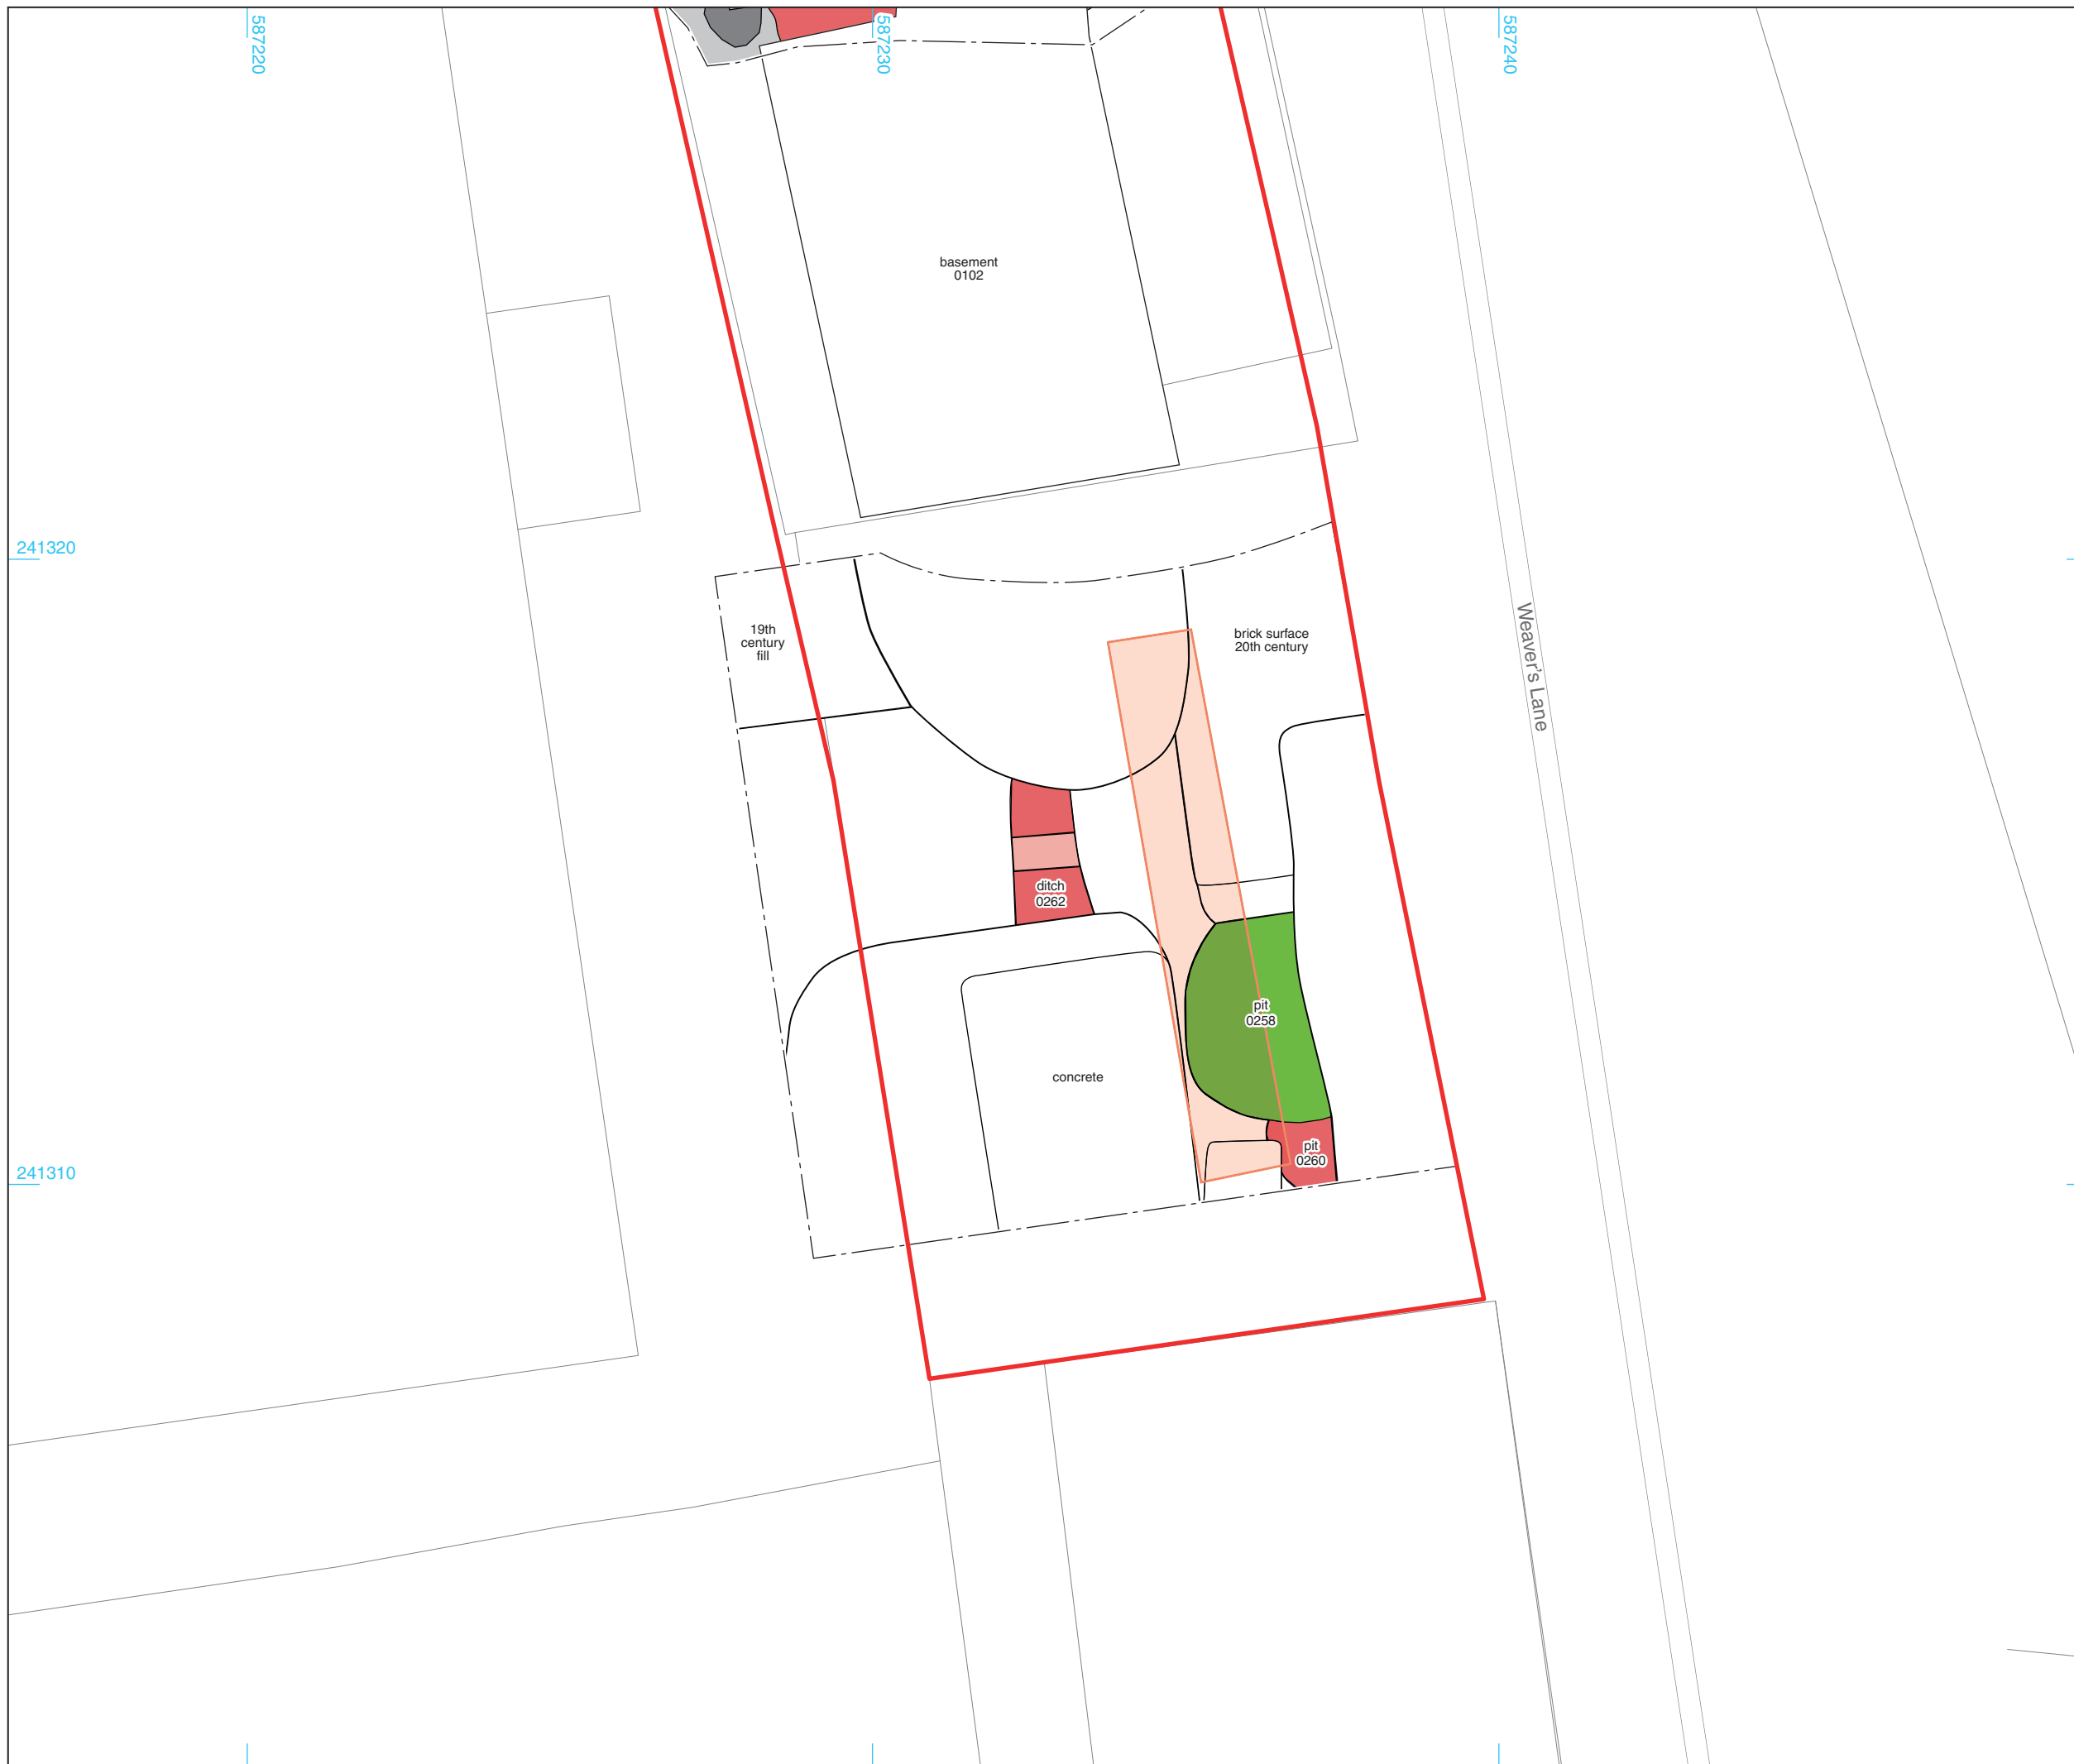 587220
587230
587240
basement
0102
241320
19th
century
fill
brick surface
20th century
Weaver's Lane
ditch
0262
pit
0258
concrete
pit
0260
241310